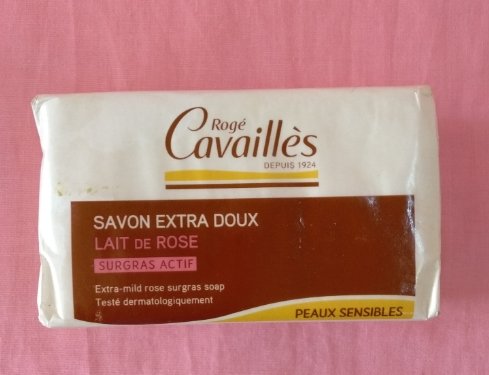 Rogé
Cavaillès
DEPUIS 1924
SAVON EXTRA DOUX
LAIT DE ROSE
SURGRAS ACTIF
Extra-mild rose surgras soap
Testé dermatologiquement
PEAUX SENSIBLES